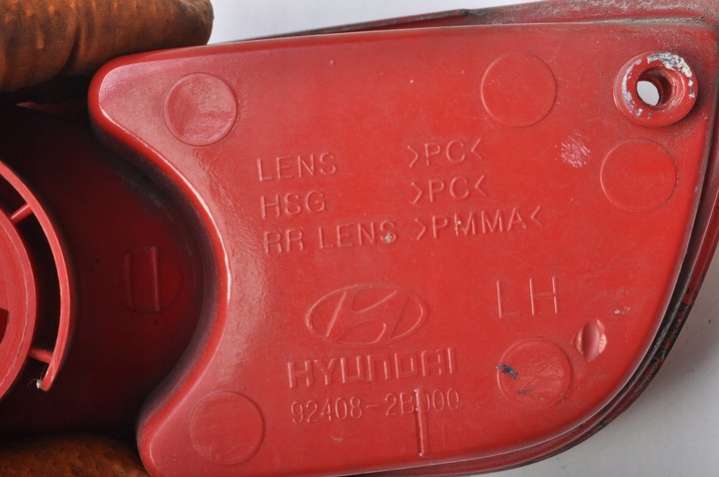 LENS >PC<
HSG >PC<
RR LENS >PMMA<
LH
HYUNDAI
92408-2B000